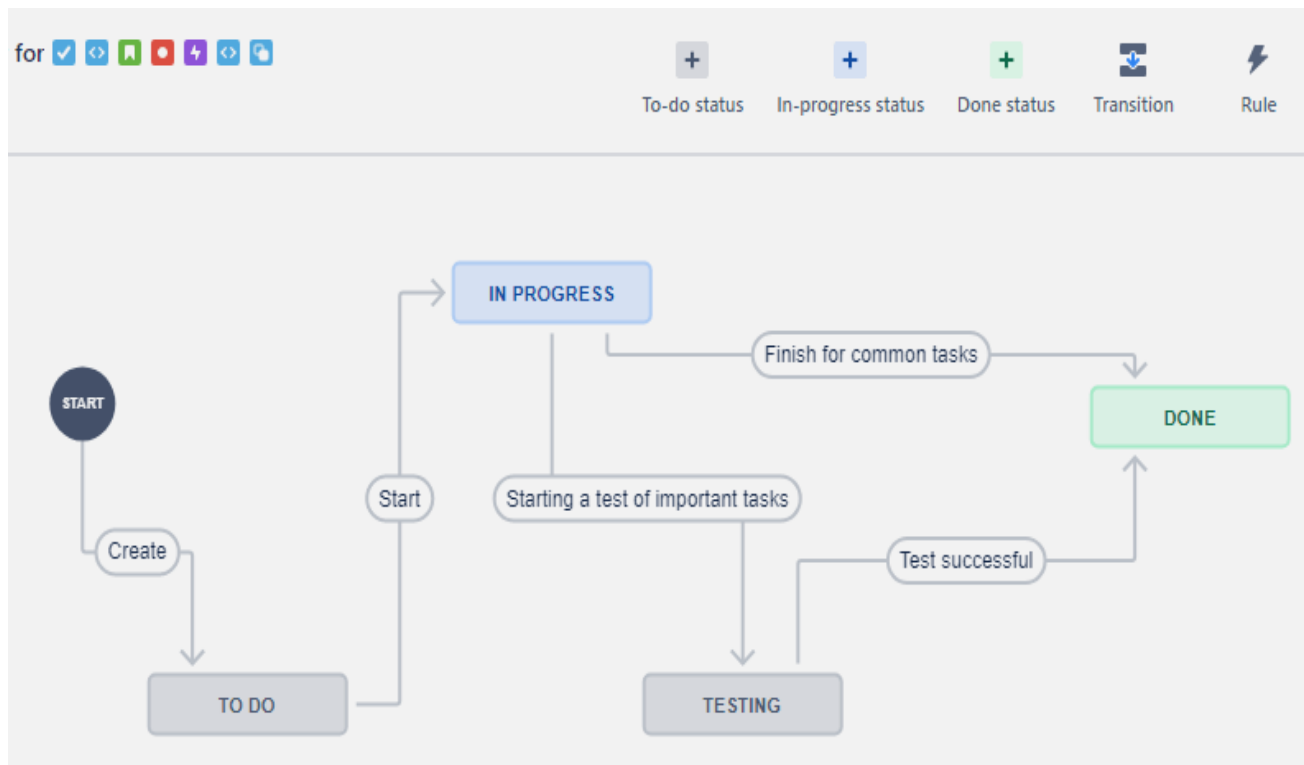 for
To-do status
In-progress status
Done status
Transition
Rule
IN PROGRESS
Finish for common tasks
START
DONE
Start
Starting a test of important tasks
Create
Test successful
TO DO
TESTING